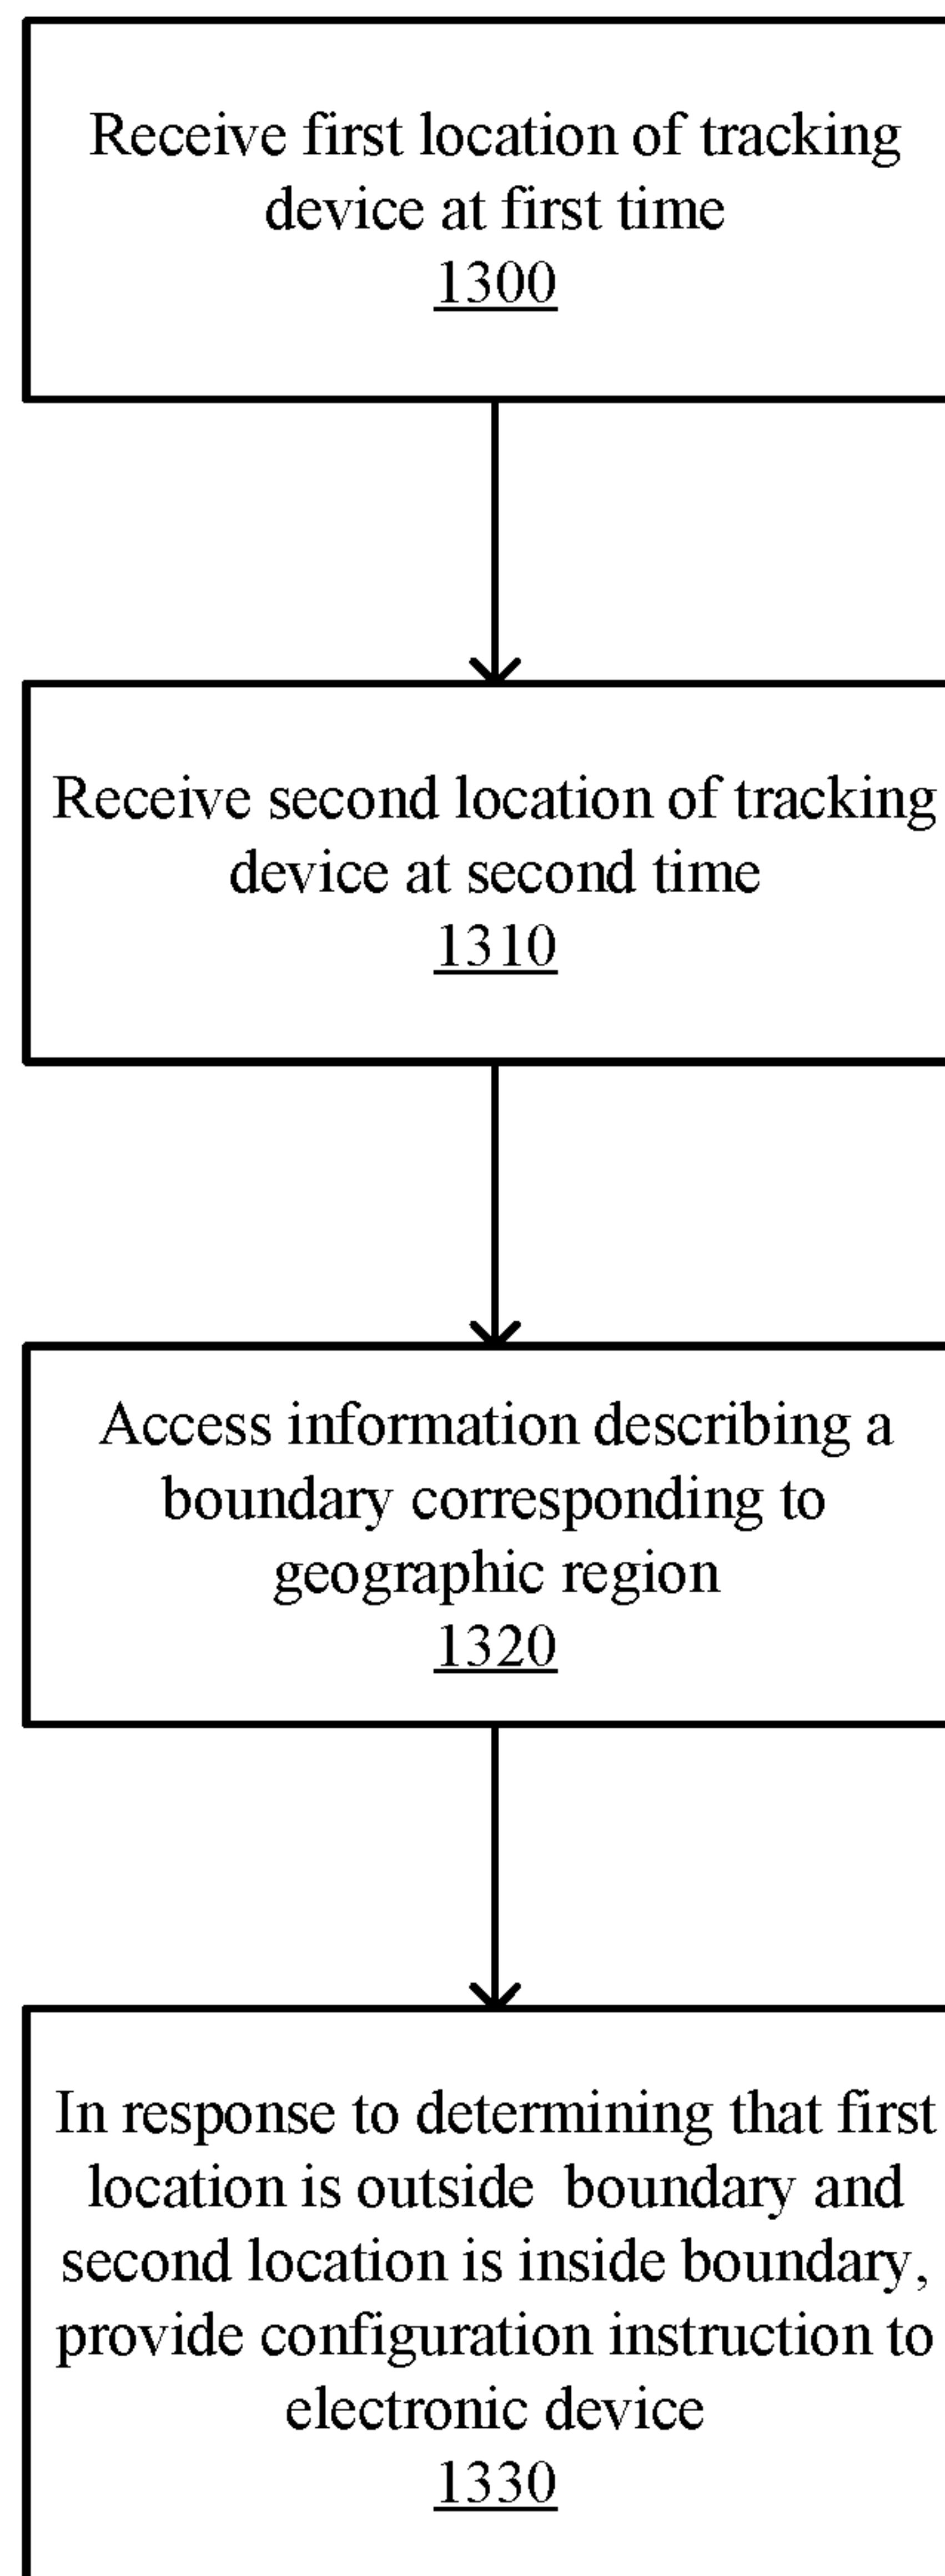 Receive first location of tracking
device at first time
1300
Receive second location of tracking
device at second time
1310
Access information describing a
boundary corresponding to
geographic region
1320
In response to determining that first
location is outside  boundary and
second location is inside boundary,
provide configuration instruction to
electronic device
1330